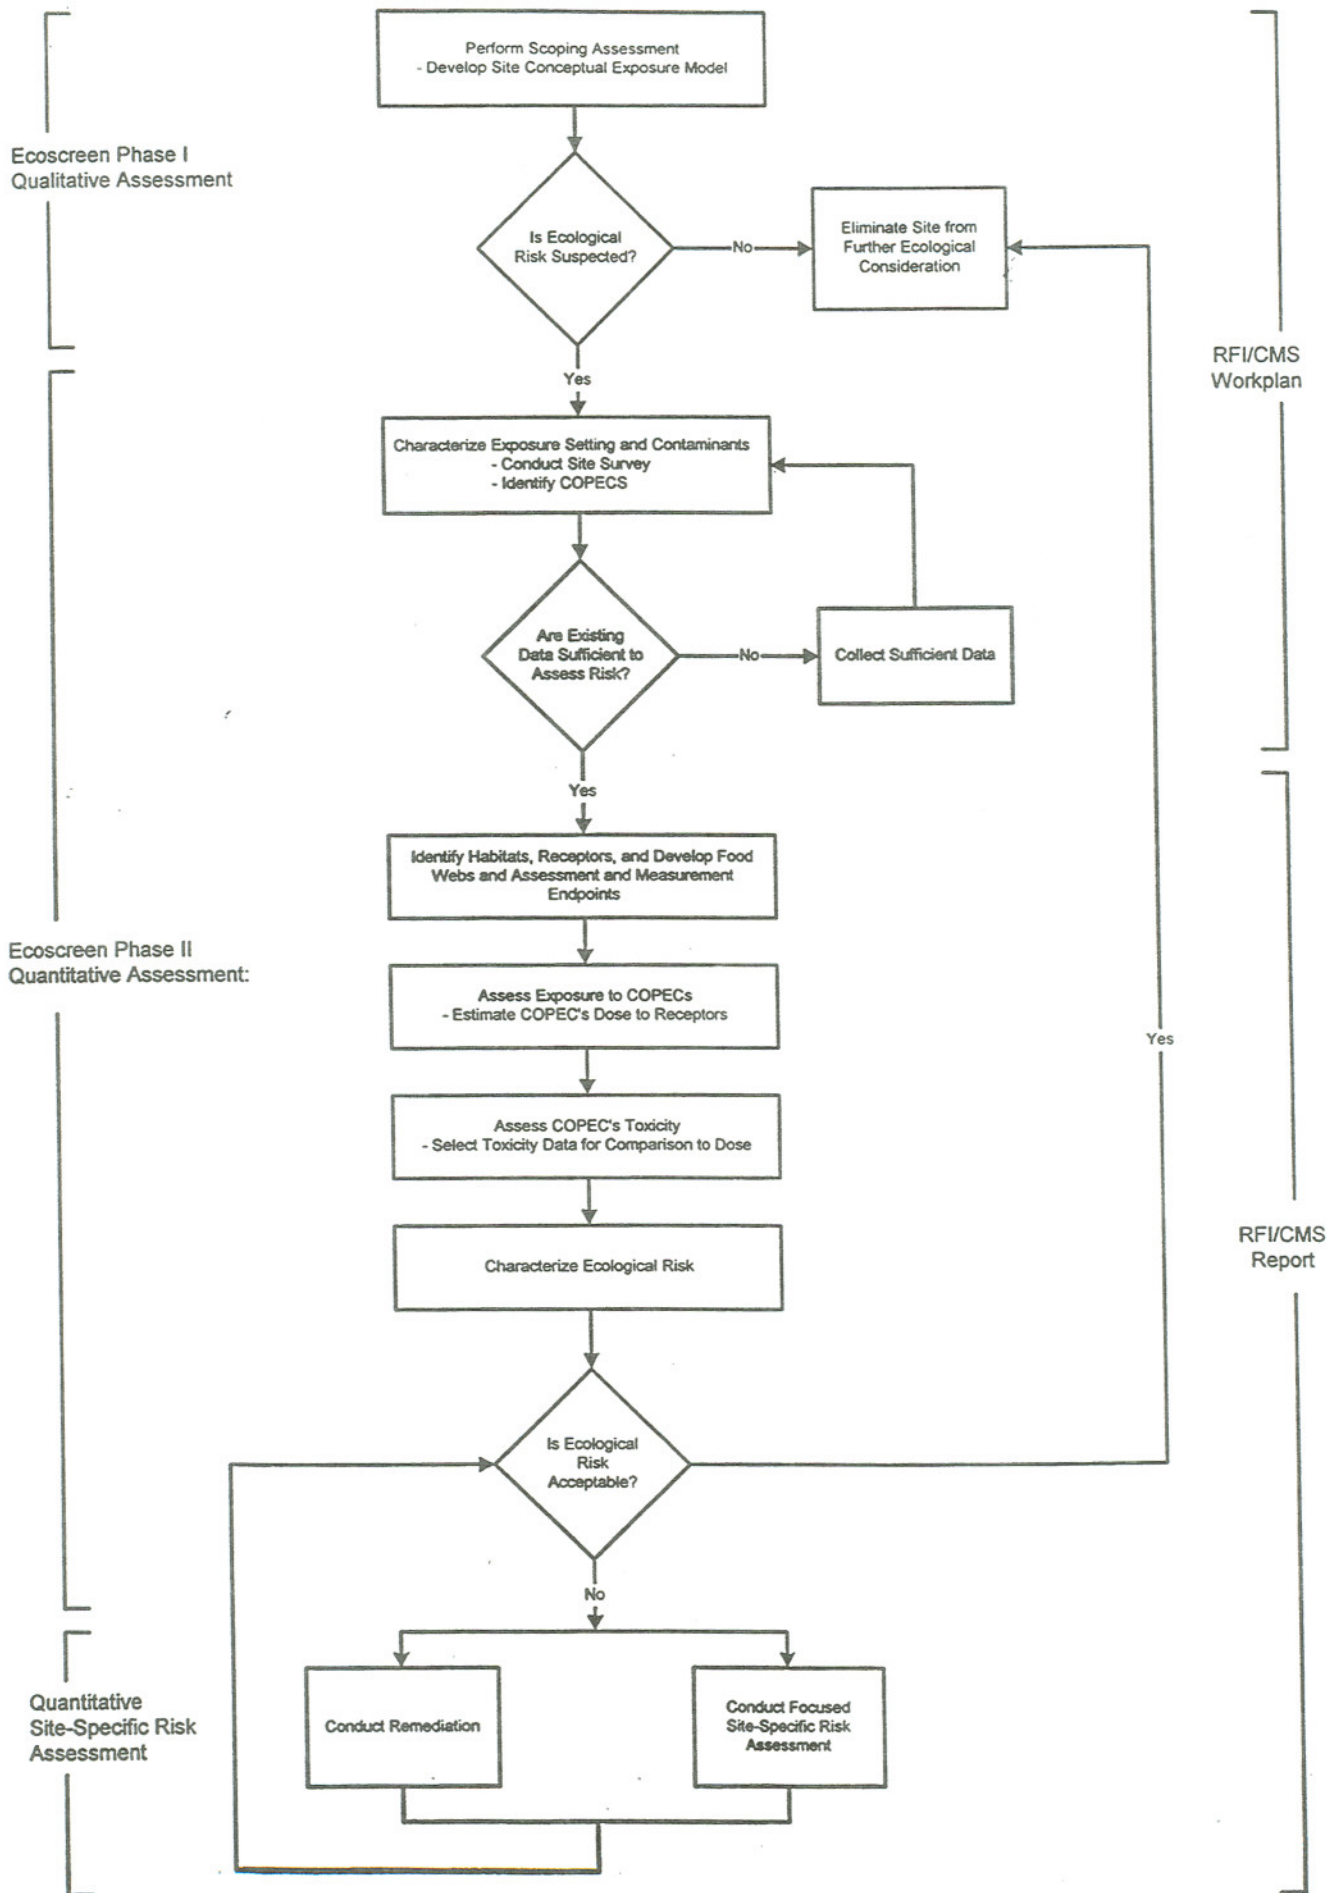 Perform Scoping Assessment
- Develop Site Conceptual Exposure Model
Ecoscreen Phase I
Qualitative Assessment
Is Ecological
Risk Suspected?
No
Eliminate Site from
Further Ecological
Consideration
RFI/CMS
Workplan
Yes
Characterize Exposure Setting and Contaminants
- Conduct Site Survey
- Identify COPECS
Are Existing
Data Sufficient to
Assess Risk?
No
Collect Sufficient Data
Yes
Identify Habitats, Receptors, and Develop Food
Webs and Assessment and Measurement
Endpoints
Ecoscreen Phase II
Quantitative Assessment:
Assess Exposure to COPECs
- Estimate COPEC's Dose to Receptors
Yes
Assess COPEC's Toxicity
- Select Toxicity Data for Comparison to Dose
Characterize Ecological Risk
RFI/CMS
Report
Is Ecological
Risk
Acceptable?
No
Quantitative
Site-Specific Risk
Assessment
Conduct Remediation
Conduct Focused
Site-Specific Risk
Assessment